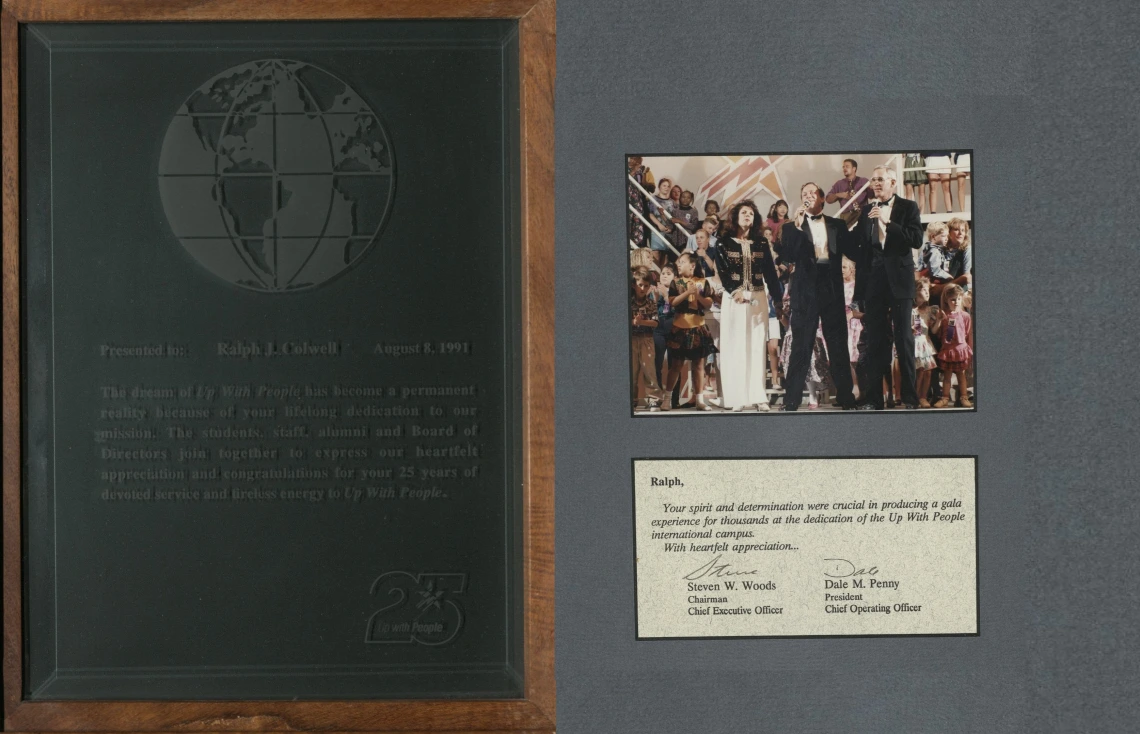 Presented to: Ralph J. Colwell August 8, 1991
The dream of Up With People has become a permanent
reality because of your lifelong dedication to our
mission. The students, staff, alumni and Board of
Directors join together to express our heartfelt
appreciation and congratulations for your 25 years of
devoted service and tireless energy to Up With People.
25
Up with People
Ralph,
Your spirit and determination were crucial in producing a gala
experience for thousands at the dedication of the Up With People
international campus.
With heartfelt appreciation...
Steve Dale
Steven W. Woods Dale M. Penny
Chairman President
Chief Executive Officer Chief Operating Officer